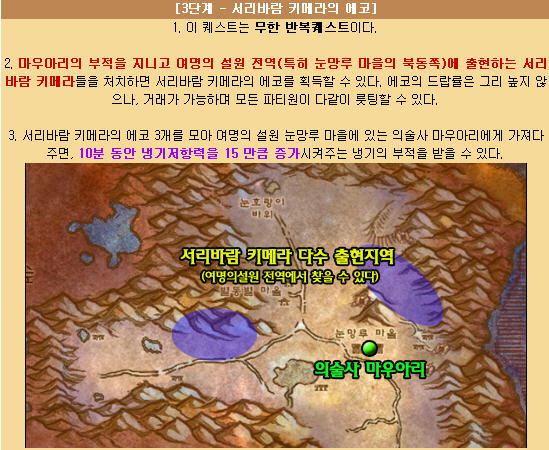 [3단계 - 서리바람 키메라의 에코]
1. 이 퀘스트는 무한 반복퀘스트이다.
2. 마우아리의 부적을 지니고 여명의 설원 전역(특히 눈망루 마을의 북동쪽)에 출현하는 서리
바람 키메라들을 처치하면 서리바람 키메라의 에코를 획득할 수 있다. 에코의 드랍률은 그리 높지 않
으나, 거래가 가능하며 모든 파티원이 다같이 룻팅할 수 있다.
3. 서리바람 키메라의 에코 3개를 모아 여명의 설원 눈망루 마을에 있는 의술사 마우아리에게 가져다
주면, 10분 동안 냉기저항력을 15 만큼 증가시켜주는 냉기의 부적을 받을 수 있다.
눈호랑이
바위
서리바람 키메라 다수 출현지역
(여명의설원 전역에서 찾을 수 있다)
별똥별 마을
눈망루 마을
의술사 마우아리